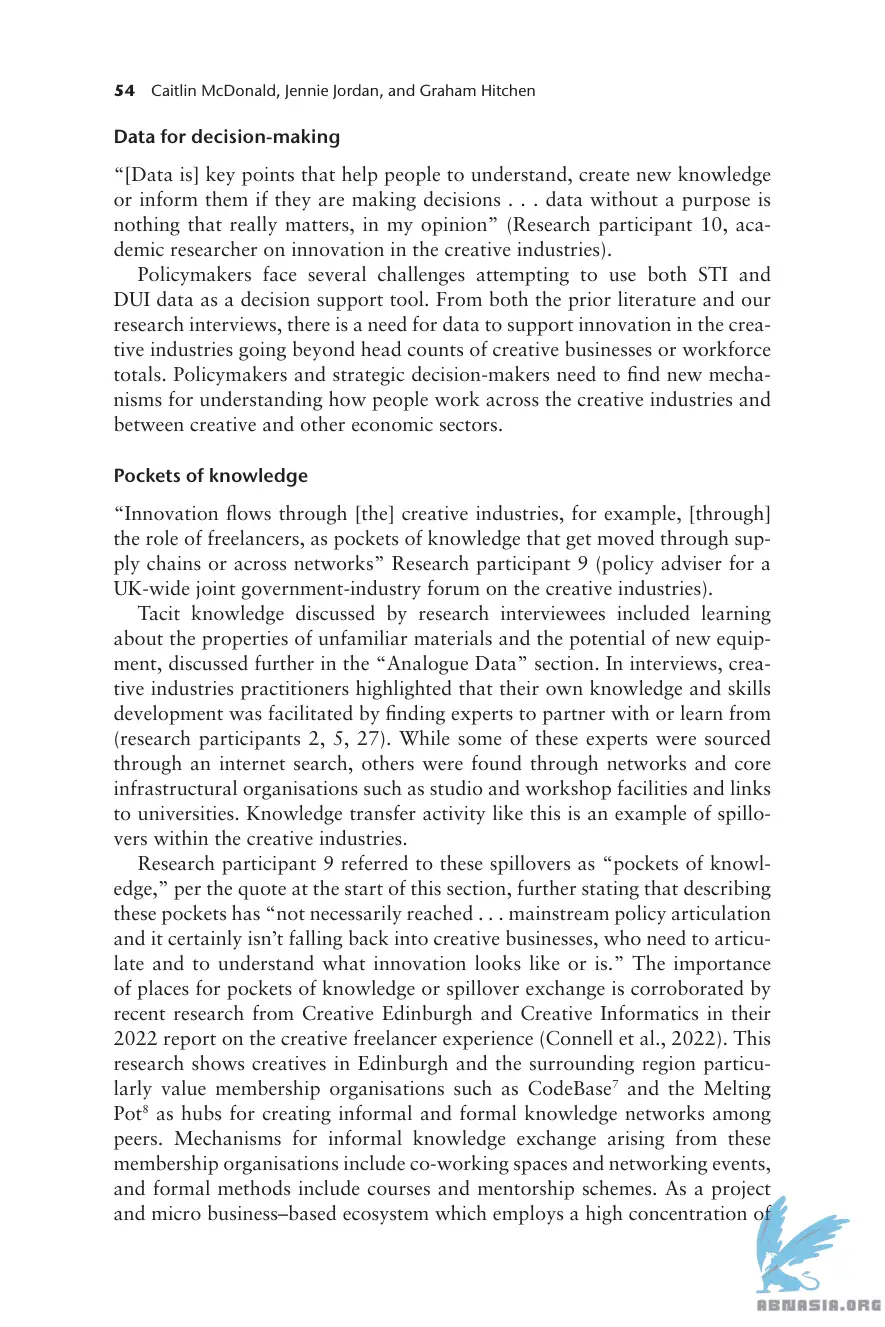 54 Caitlin McDonald, Jennie Jordan, and Graham Hitchen
Data for decision-making
“[Data is] key points that help people to understand, create new knowledge
or inform them if they are making decisions . . . data without a purpose is
nothing that really matters, in my opinion” (Research participant 10, aca-
demic researcher on innovation in the creative industries).
Policymakers face several challenges attempting to use both STI and
DUI data as a decision support tool. From both the prior literature and our
research interviews, there is a need for data to support innovation in the crea-
tive industries going beyond head counts of creative businesses or workforce
totals. Policymakers and strategic decision-makers need to find new mecha-
nisms for understanding how people work across the creative industries and
between creative and other economic sectors.
Pockets of knowledge
“Innovation flows through [the] creative industries, for example, [through]
the role of freelancers, as pockets of knowledge that get moved through sup-
ply chains or across networks” Research participant 9 (policy adviser for a
UK-wide joint government-industry forum on the creative industries).
Tacit knowledge discussed by research interviewees included learning
about the properties of unfamiliar materials and the potential of new equip-
ment, discussed further in the “Analogue Data” section. In interviews, crea-
tive industries practitioners highlighted that their own knowledge and skills
development was facilitated by finding experts to partner with or learn from
(research participants 2, 5, 27). While some of these experts were sourced
through an internet search, others were found through networks and core
infrastructural organisations such as studio and workshop facilities and links
to universities. Knowledge transfer activity like this is an example of spillo-
vers within the creative industries.
Research participant 9 referred to these spillovers as “pockets of knowl-
edge,” per the quote at the start of this section, further stating that describing
these pockets has “not necessarily reached . . . mainstream policy articulation
and it certainly isn’t falling back into creative businesses, who need to articu-
late and to understand what innovation looks like or is.” The importance
of places for pockets of knowledge or spillover exchange is corroborated by
recent research from Creative Edinburgh and Creative Informatics in their
2022 report on the creative freelancer experience (Connell et al., 2022). This
research shows creatives in Edinburgh and the surrounding region particu-
larly value membership organisations such as CodeBase⁷ and the Melting
Pot⁸ as hubs for creating informal and formal knowledge networks among
peers. Mechanisms for informal knowledge exchange arising from these
membership organisations include co-working spaces and networking events,
and formal methods include courses and mentorship schemes. As a project
and micro business–based ecosystem which employs a high concentration of
ABNASIA.ORG